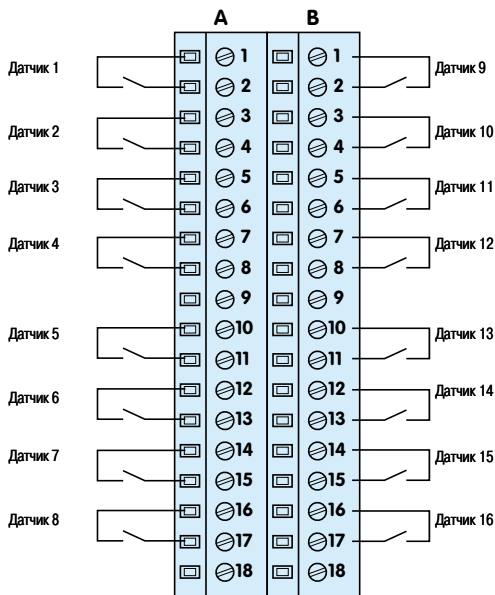 A B
1 1
Датчик 1 Датчик 9
2 2
3 3
Датчик 2 Датчик 10
4 4
5 5
Датчик 3 Датчик 11
6 6
7 7
Датчик 4 Датчик 12
8 8
9 9
10 10
Датчик 5 Датчик 13
11 11
12 12
Датчик 6 Датчик 14
13 13
14 14
Датчик 7 Датчик 15
15 15
16 16
Датчик 8 Датчик 16
17 17
18 18